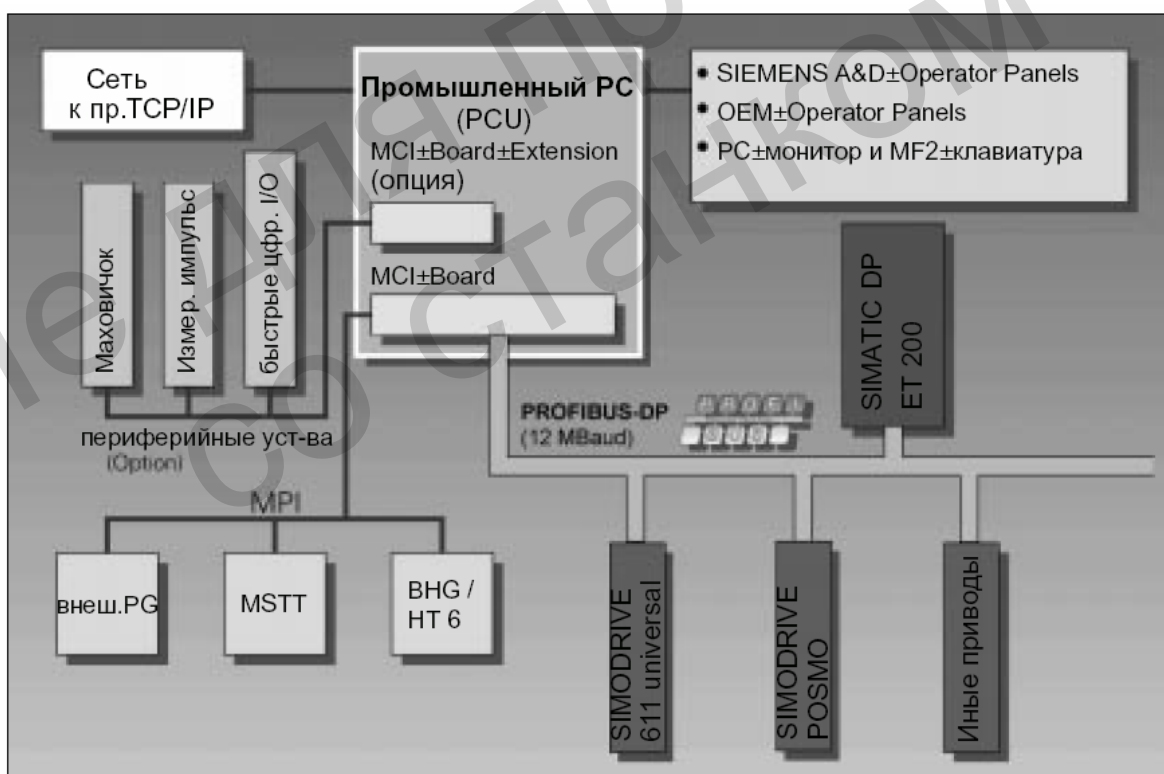 Сеть
к пр.TCP/IP
Промышленный PC
(PCU)
MCI±Board±Extension
(опция)
MCI±Board
• SIEMENS A&D±Operator Panels
• OEM±Operator Panels
• PC±монитор и MF2±клавиатура
Маховичок
Измер. импульс
быстрые цфр. I/O
периферийные уст-ва
(Option)
PROFIBUS-DP
(12 MBaud)
SIMATIC DP
ET 200
MPI
внеш.PG
MSTT
BHG /
HT 6
SIMODRIVE
611 universal
SIMODRIVE
POSMO
Иные приводы
со станком